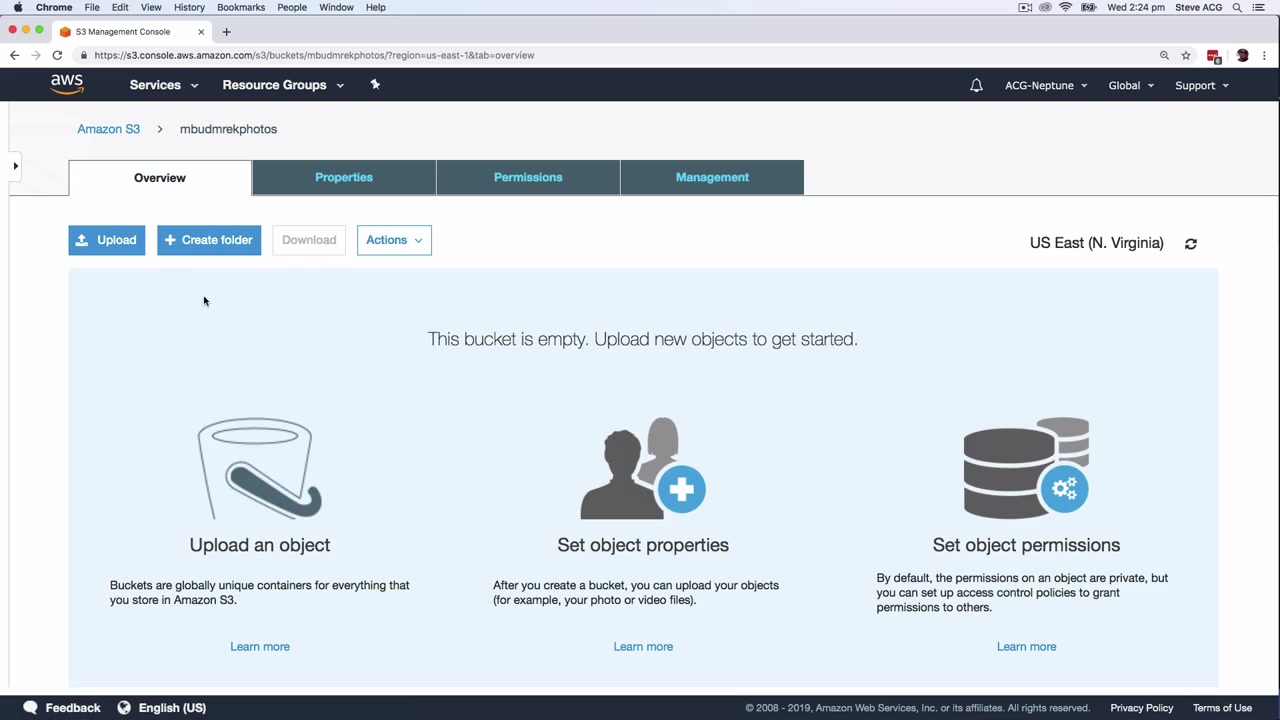 Chrome File Edit View History Bookmarks People Window Help Wed 2:24 pm Steve ACG
S3 Management Console
https://s3.console.aws.amazon.com/s3/buckets/mbudmrekphotos/?region=us-east-1&tab=overview
aws Services Resource Groups ACG-Neptune Global Support
Amazon S3 > mbudmrekphotos
Overview Properties Permissions Management
Upload Create folder Download Actions US East (N. Virginia)
This bucket is empty. Upload new objects to get started.
Upload an object Set object properties Set object permissions
Buckets are globally unique containers for everything that
you store in Amazon S3.
After you create a bucket, you can upload your objects
(for example, your photo or video files).
By default, the permissions on an object are private, but
you can set up access control policies to grant
permissions to others.
Learn more Learn more Learn more
Feedback English (US) © 2008 - 2019, Amazon Web Services, Inc. or its affiliates. All rights reserved. Privacy Policy Terms of Use